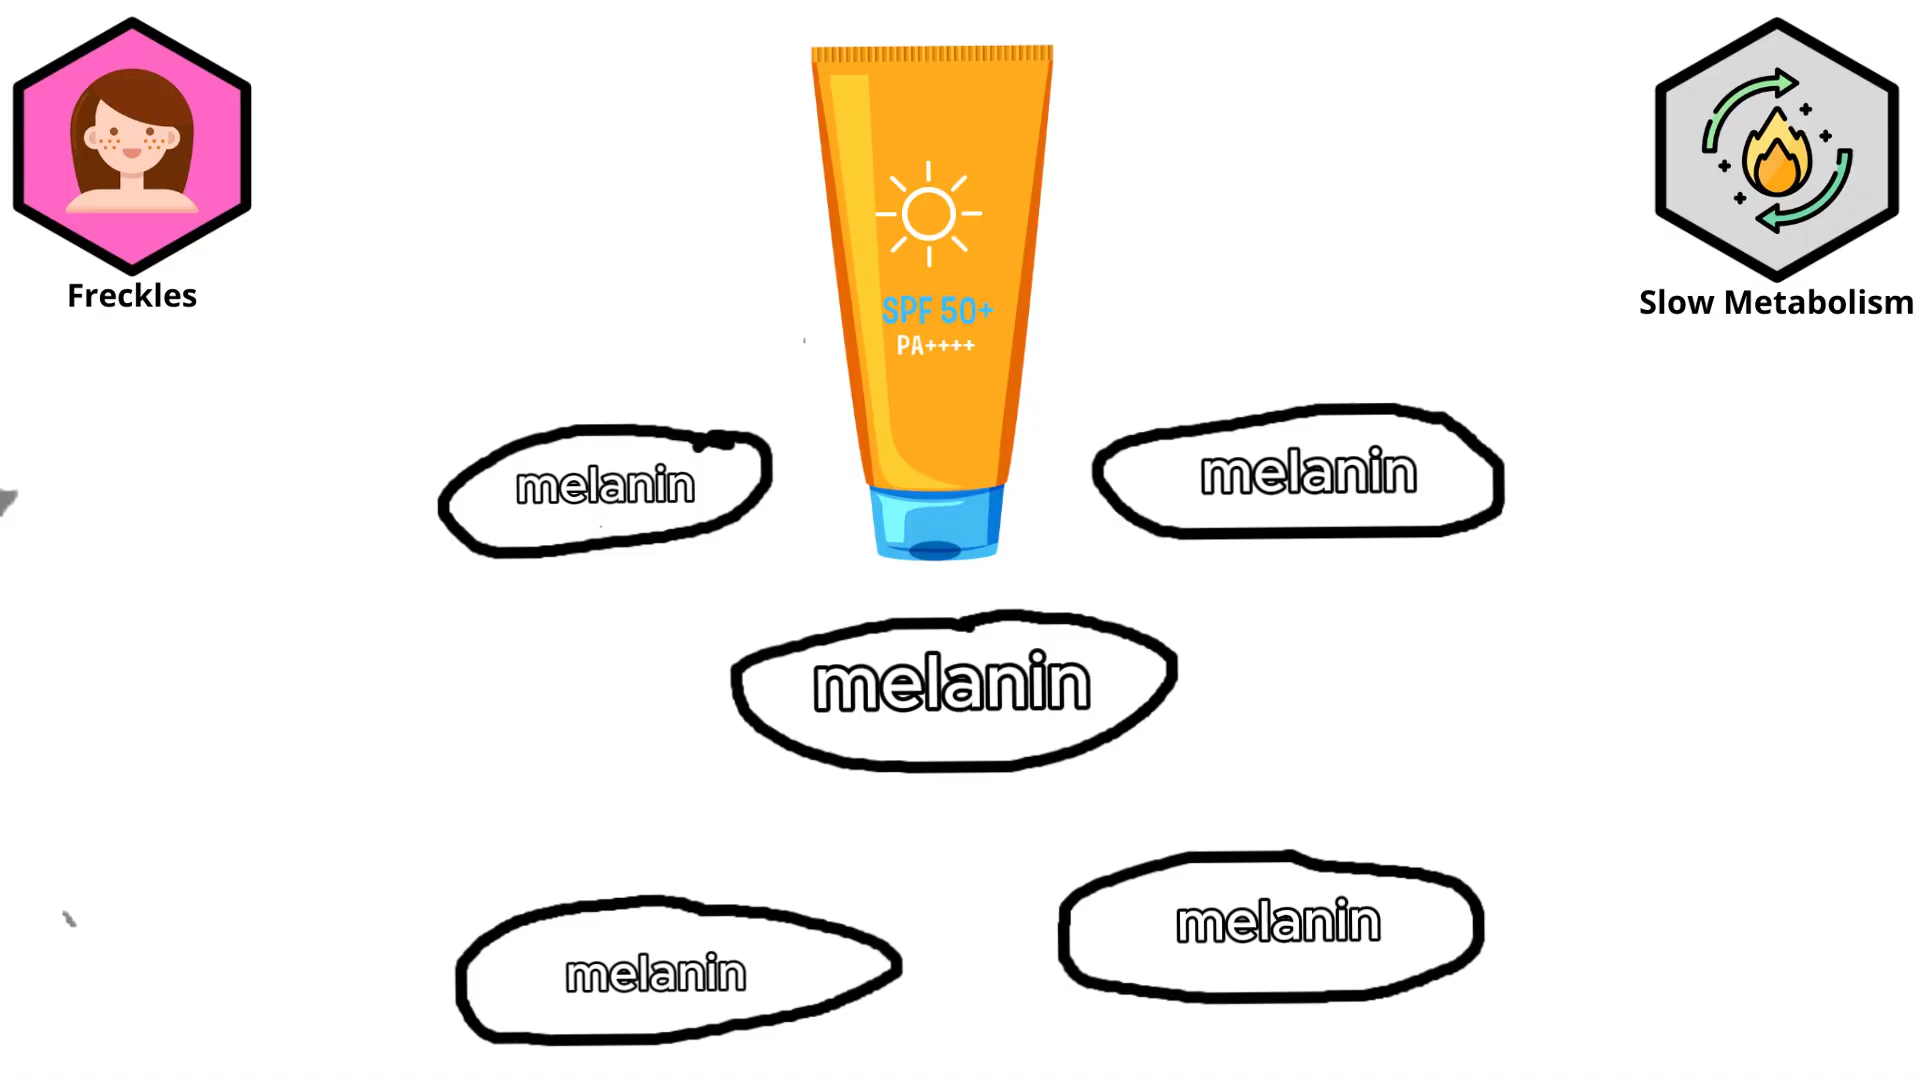 Freckles
Slow Metabolism
SPF 50+
PA++++
melanin
melanin
melanin
melanin
melanin